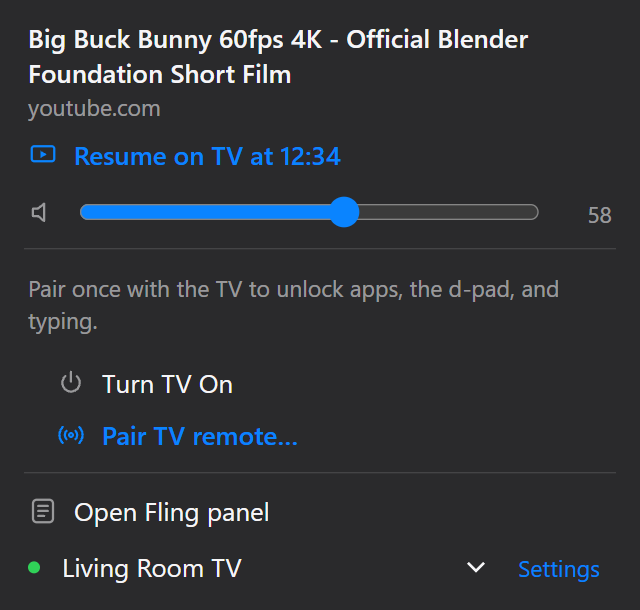 Big Buck Bunny 60fps 4K - Official Blender
Foundation Short Film
youtube.com
Resume on TV at 12:34
58
Pair once with the TV to unlock apps, the d-pad, and
typing.
Turn TV On
Pair TV remote...
Open Fling panel
Living Room TV
Settings